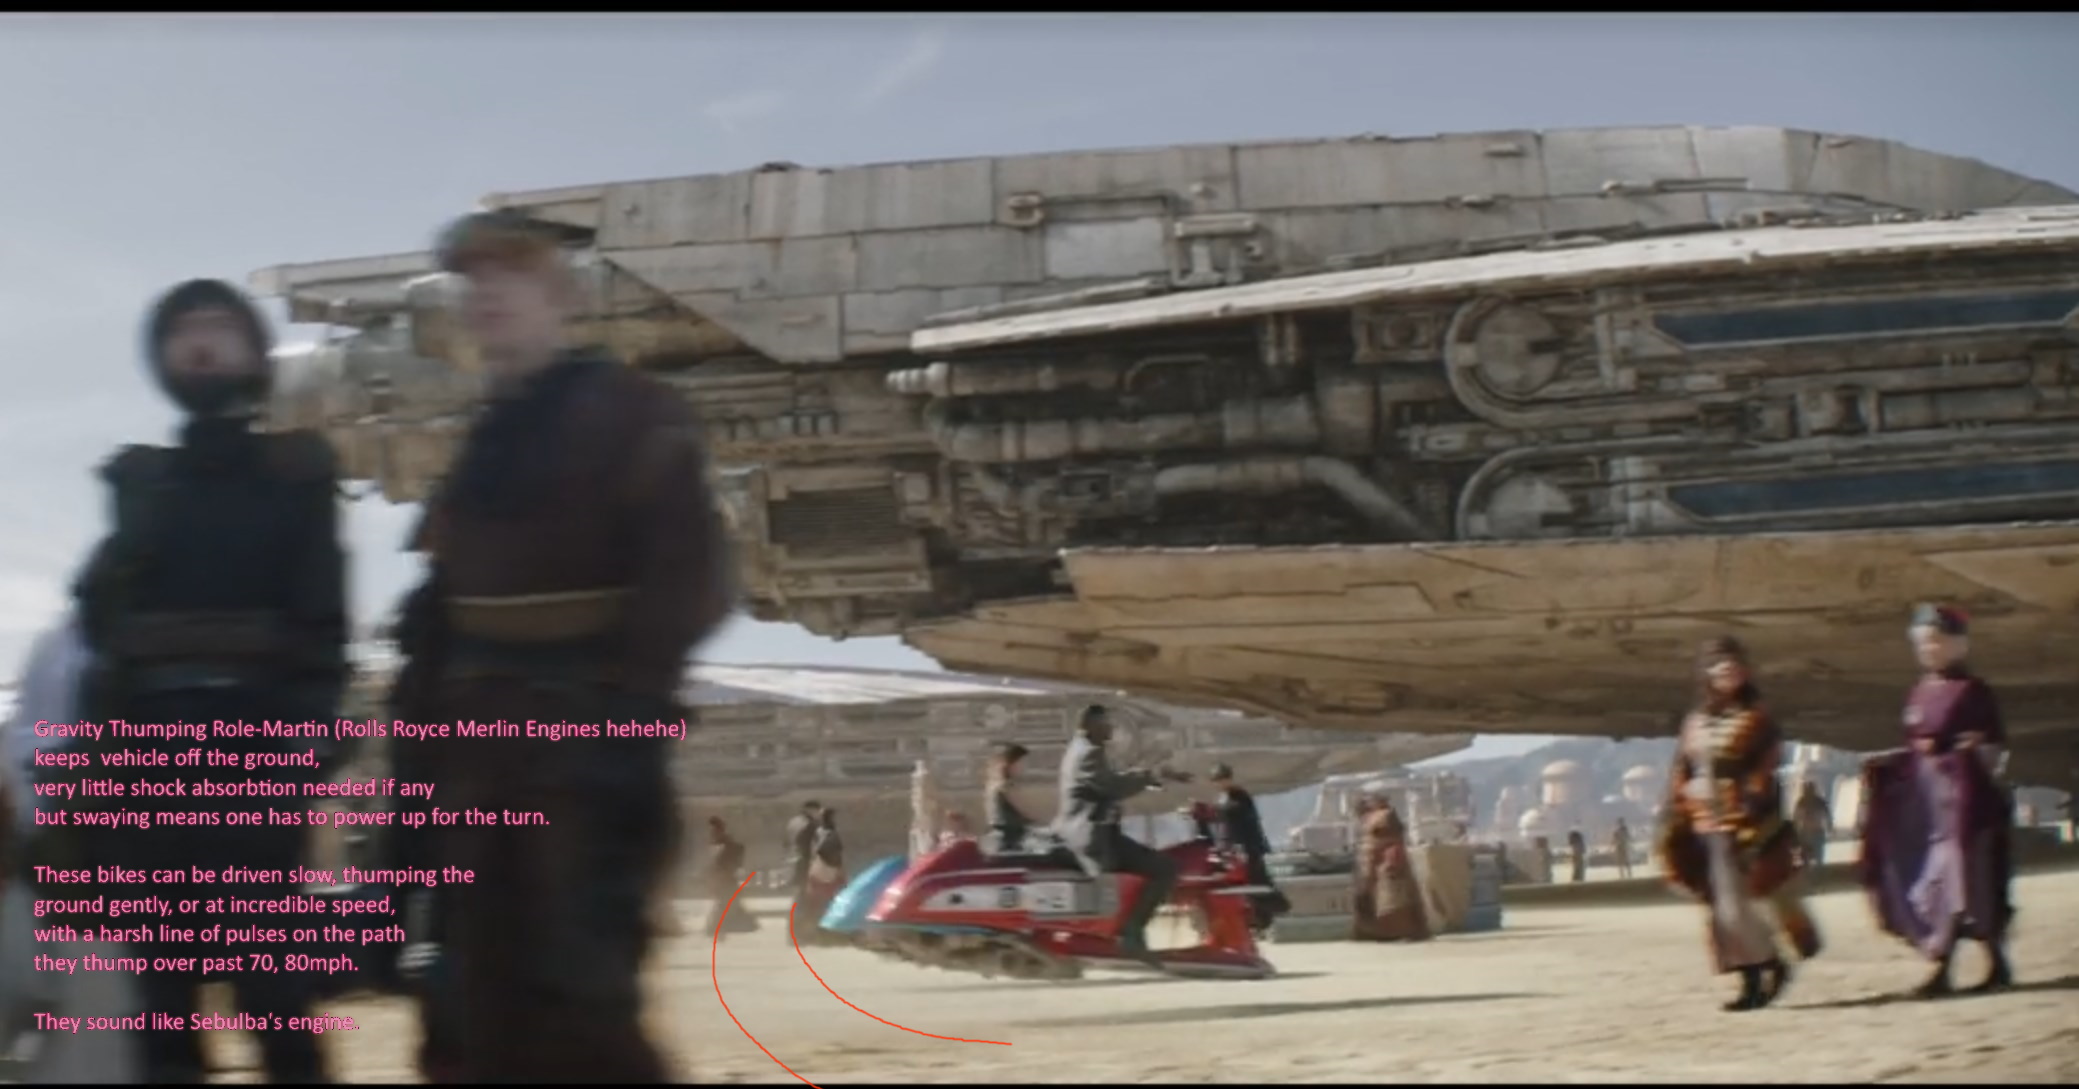 Gravity Thumping Role-Martin (Rolls Royce Merlin Engines hehehe)
keeps vehicle off the ground,
very little shock absorbtion needed if any
but swaying means one has to power up for the turn.
These bikes can be driven slow, thumping the
ground gently, or at incredible speed,
with a harsh line of pulses on the path
they thump over past 70, 80mph.
They sound like Sebulba's engine.